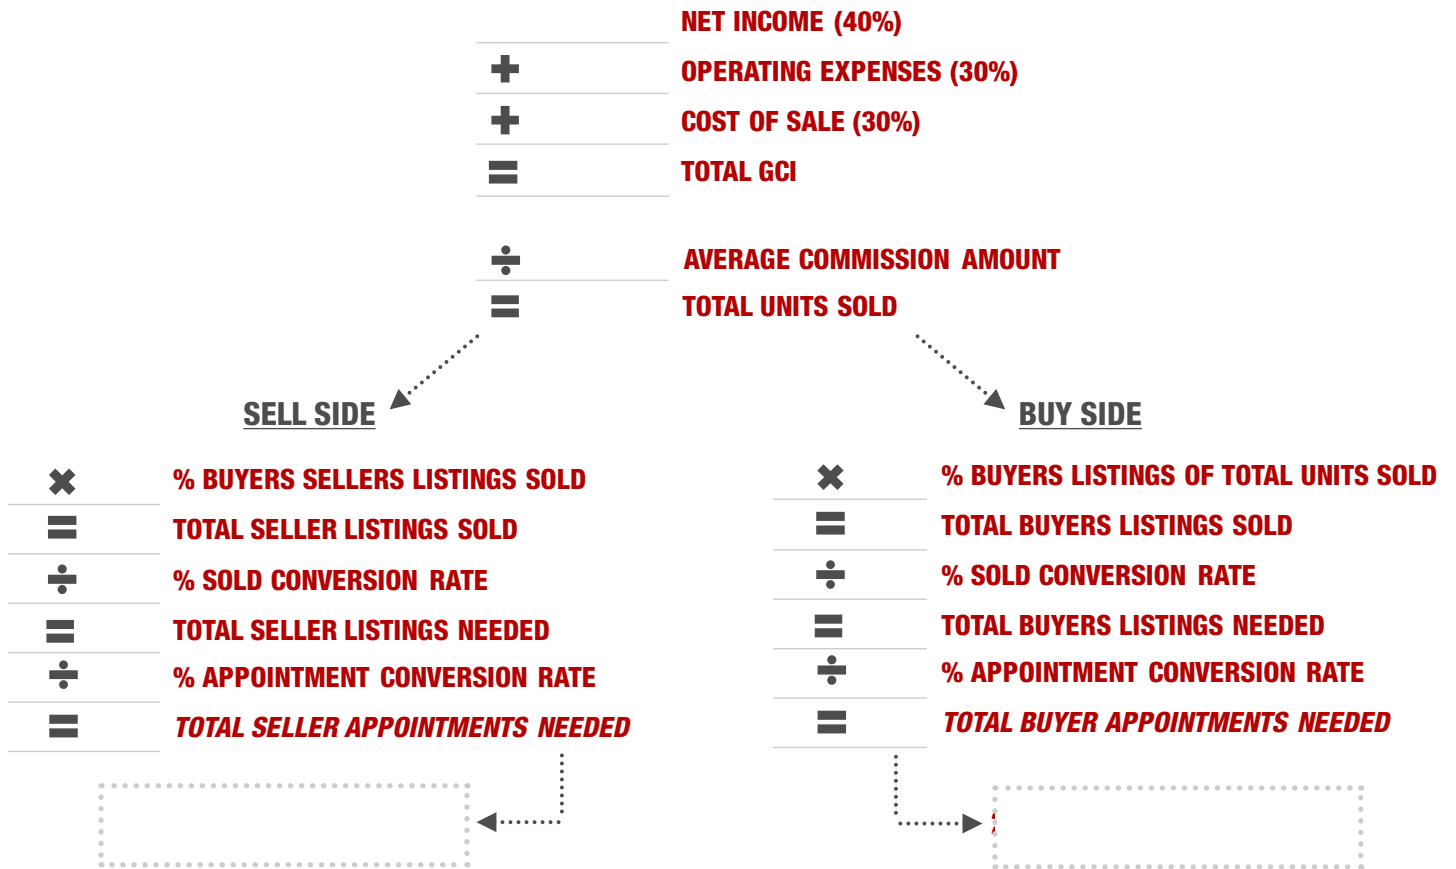 NET INCOME (40%)
+ OPERATING EXPENSES (30%)
+ COST OF SALE (30%)
= TOTAL GCI
÷ AVERAGE COMMISSION AMOUNT
= TOTAL UNITS SOLD
SELL SIDE
✖ % BUYERS SELLERS LISTINGS SOLD
= TOTAL SELLER LISTINGS SOLD
÷ % SOLD CONVERSION RATE
= TOTAL SELLER LISTINGS NEEDED
÷ % APPOINTMENT CONVERSION RATE
= TOTAL SELLER APPOINTMENTS NEEDED
BUY SIDE
✖ % BUYERS LISTINGS OF TOTAL UNITS SOLD
= TOTAL BUYERS LISTINGS SOLD
÷ % SOLD CONVERSION RATE
= TOTAL BUYERS LISTINGS NEEDED
÷ % APPOINTMENT CONVERSION RATE
= TOTAL BUYER APPOINTMENTS NEEDED